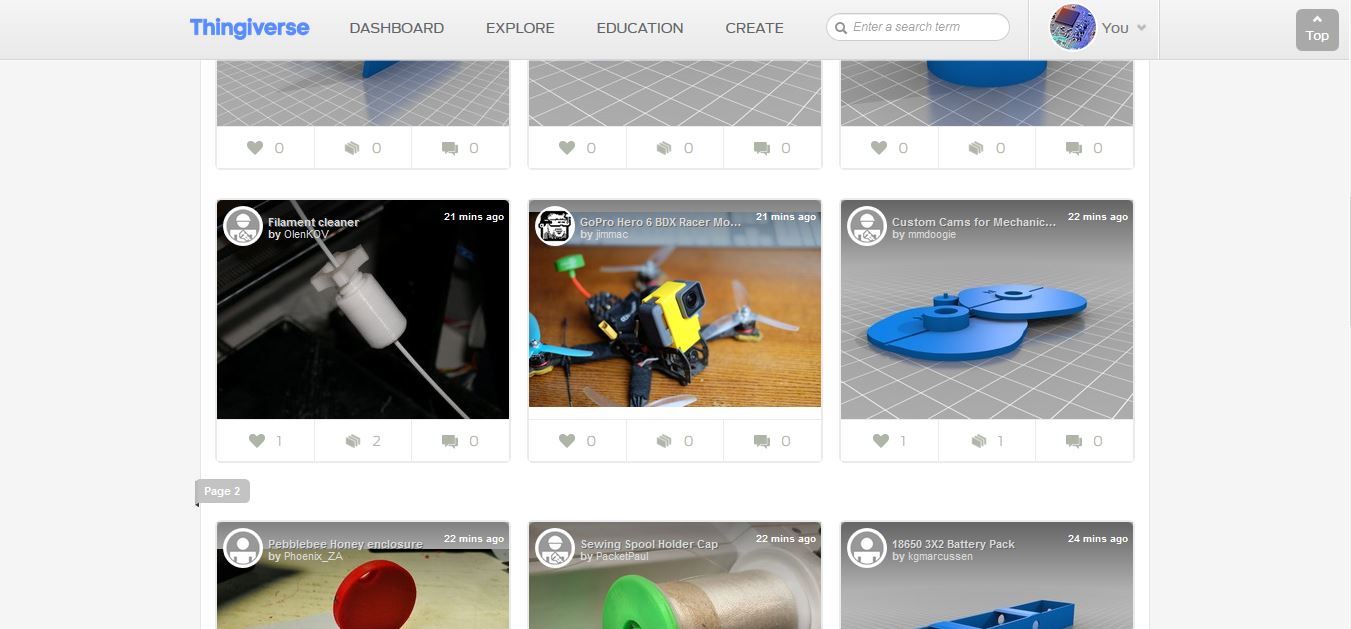 Thingiverse DASHBOARD EXPLORE EDUCATION CREATE Enter a search term You Top
0 0 0 0 0 0 0 0 0
Filament cleaner 21 mins ago
by OlenKOV
GoPro Hero 6 BDX Racer Mo... 21 mins ago
by jimmac
Custom Cams for Mechanic... 22 mins ago
by mmdoogie
1 2 0 0 0 0 1 1 0
Page 2
Pebblebee Honey enclosure 22 mins ago
by Phoenix_ZA
Sewing Spool Holder Cap 22 mins ago
by PacketPaul
18650 3X2 Battery Pack 24 mins ago
by kgmarcussen